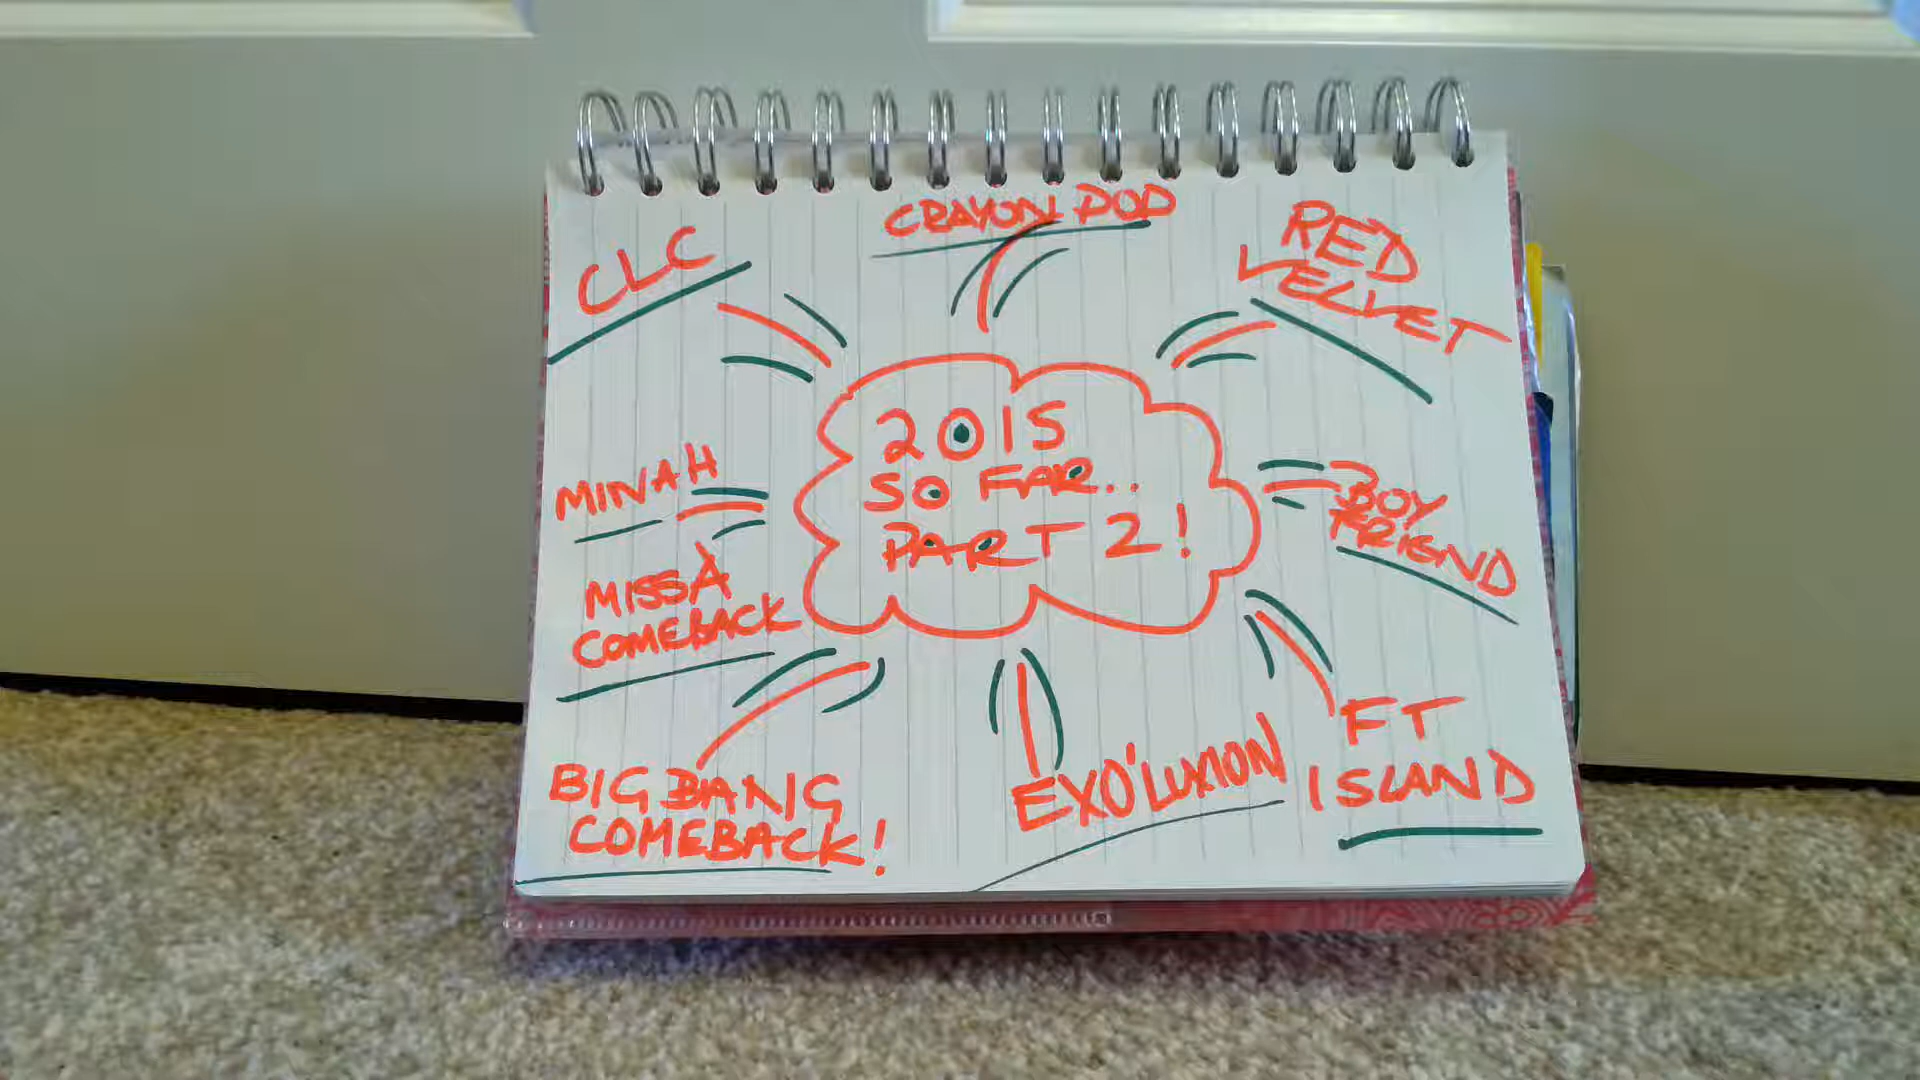 CRAYON POP
CLC
RED
VELVET
2015
SO FAR..
PART 2!
MINAH
BOY
FRIEND
MISS A
COMEBACK
BIG BANG
COMEBACK!
EXO'LUXION
FT
ISLAND